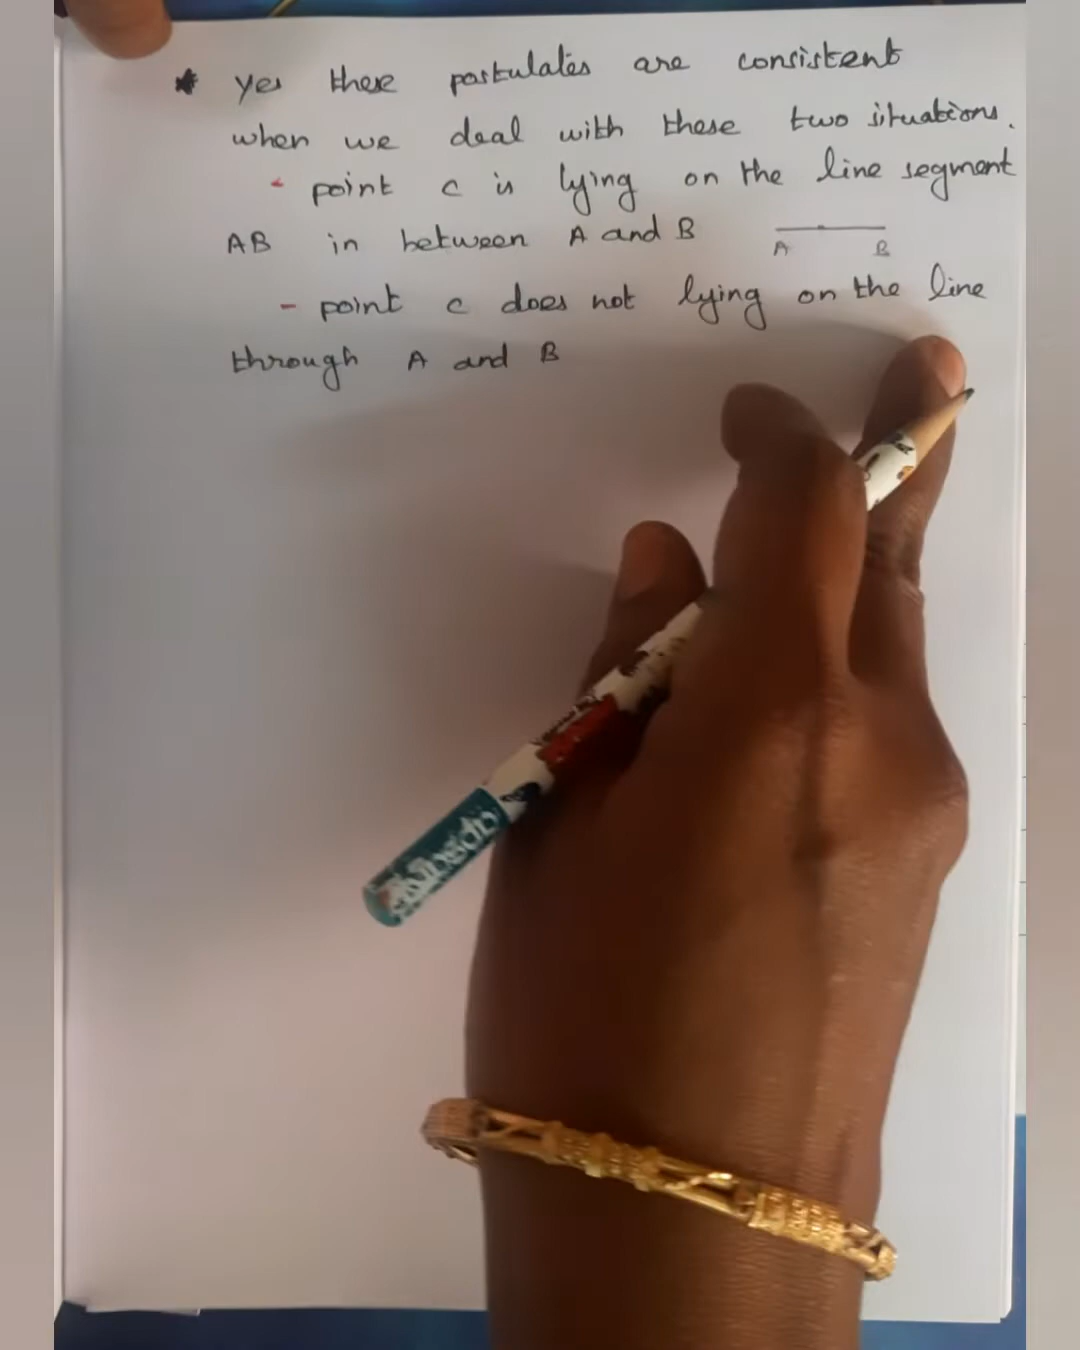 * yes these postulates are consistent
when we deal with these two situations.
- point c is lying on the line segment
AB in between A and B
A B
- point c does not lying on the line
through A and B